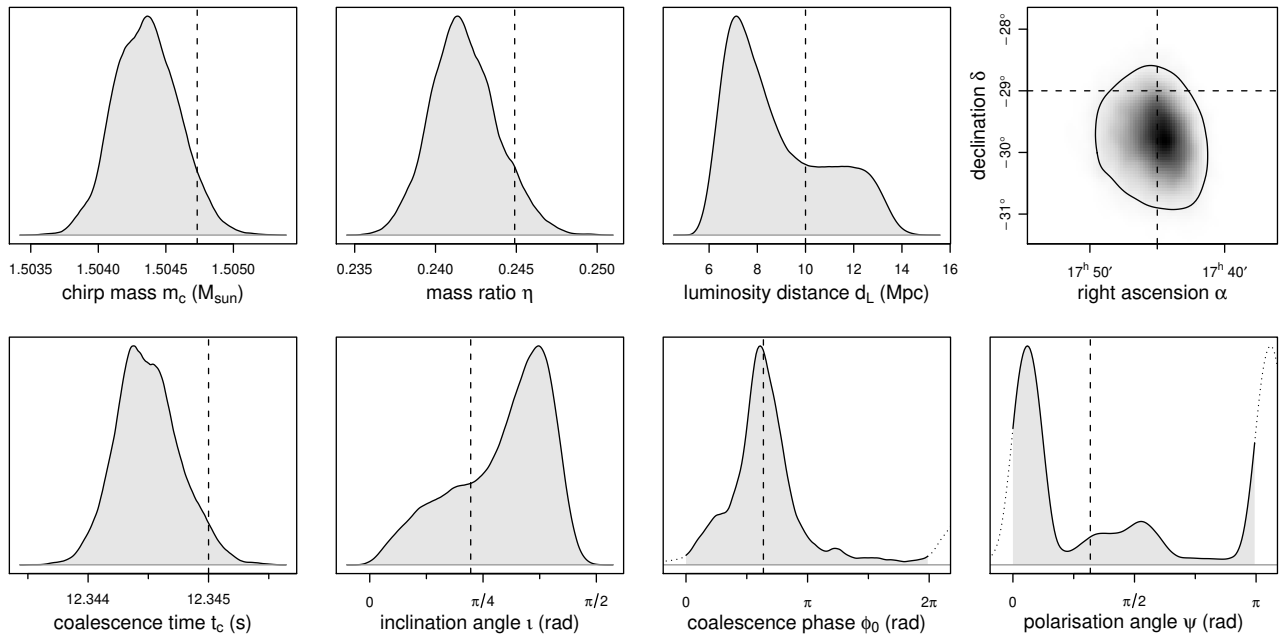 1.5035 1.5040 1.5045 1.5050
chirp mass m_c (M_sun)
0.235 0.240 0.245 0.250
mass ratio η
6 8 10 12 14 16
luminosity distance d_L (Mpc)
−28° −29° −30° −31°
declination δ
17ʰ 50′ 17ʰ 40′
right ascension α
12.344 12.345
coalescence time t_c (s)
0 π/4 π/2
inclination angle ι (rad)
0 π 2π
coalescence phase ϕ₀ (rad)
0 π/2 π
polarisation angle ψ (rad)